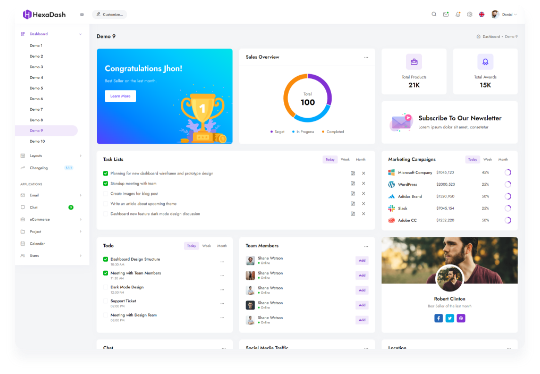 HexaDash
Customize...
Demo 9
Dashboard • Demo 9
Dashboard
Demo 1
Demo 2
Demo 3
Demo 4
Demo 5
Demo 6
Demo 7
Demo 8
Demo 9
Demo 10
Layouts
Changelog
APPLICATIONS
Email
Chat
eCommerce
Project
Calendar
Users
Congratulations Jhon!
Best Seller on the last month.
Learn More
1
Sales Overview
Total
100
Target
In Progress
Completed
Total Products
21K
Total Awards
15K
Subscribe To Our Newsletter
Lorem ipsum dolor sit amet, consetetur
Task Lists
Today
Week
Month
Planning for new dashboard wireframe and prototype design
Standup meeting with team
Create images for blog post
Write an article about upcoming theme
Dashboard new feature dark mode design discussion
Marketing Campaigns
Today
Week
Month
Microsoft Company
WordPress
Adobe Brand
Slack
Adobe CC
Todo
Today
Week
Month
Dashboard Design Structure
Meeting with Team Members
Dark Mode Design
Support Ticket
Meeting with Design Team
Team Members
Shane Watson
Online
Add
Shane Watson
Online
Add
Shane Watson
Online
Add
Shane Watson
Online
Add
Shane Watson
Online
Add
Robert Clinton
Best Seller of the last month
Chat
Social Media Traffic
Location